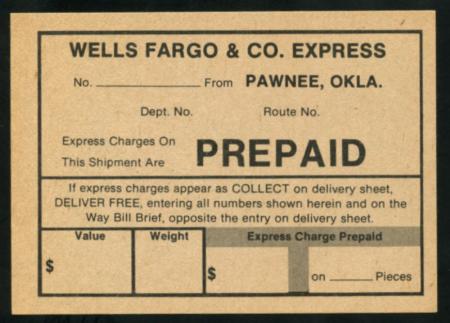 WELLS FARGO & CO. EXPRESS
No. ____________ From PAWNEE, OKLA.
Dept. No. Route No.
Express Charges On
This Shipment Are PREPAID
If express charges appear as COLLECT on delivery sheet,
DELIVER FREE, entering all numbers shown herein and on the
Way Bill Brief, opposite the entry on delivery sheet.
Value Weight Express Charge Prepaid
$ $
on ______ Pieces